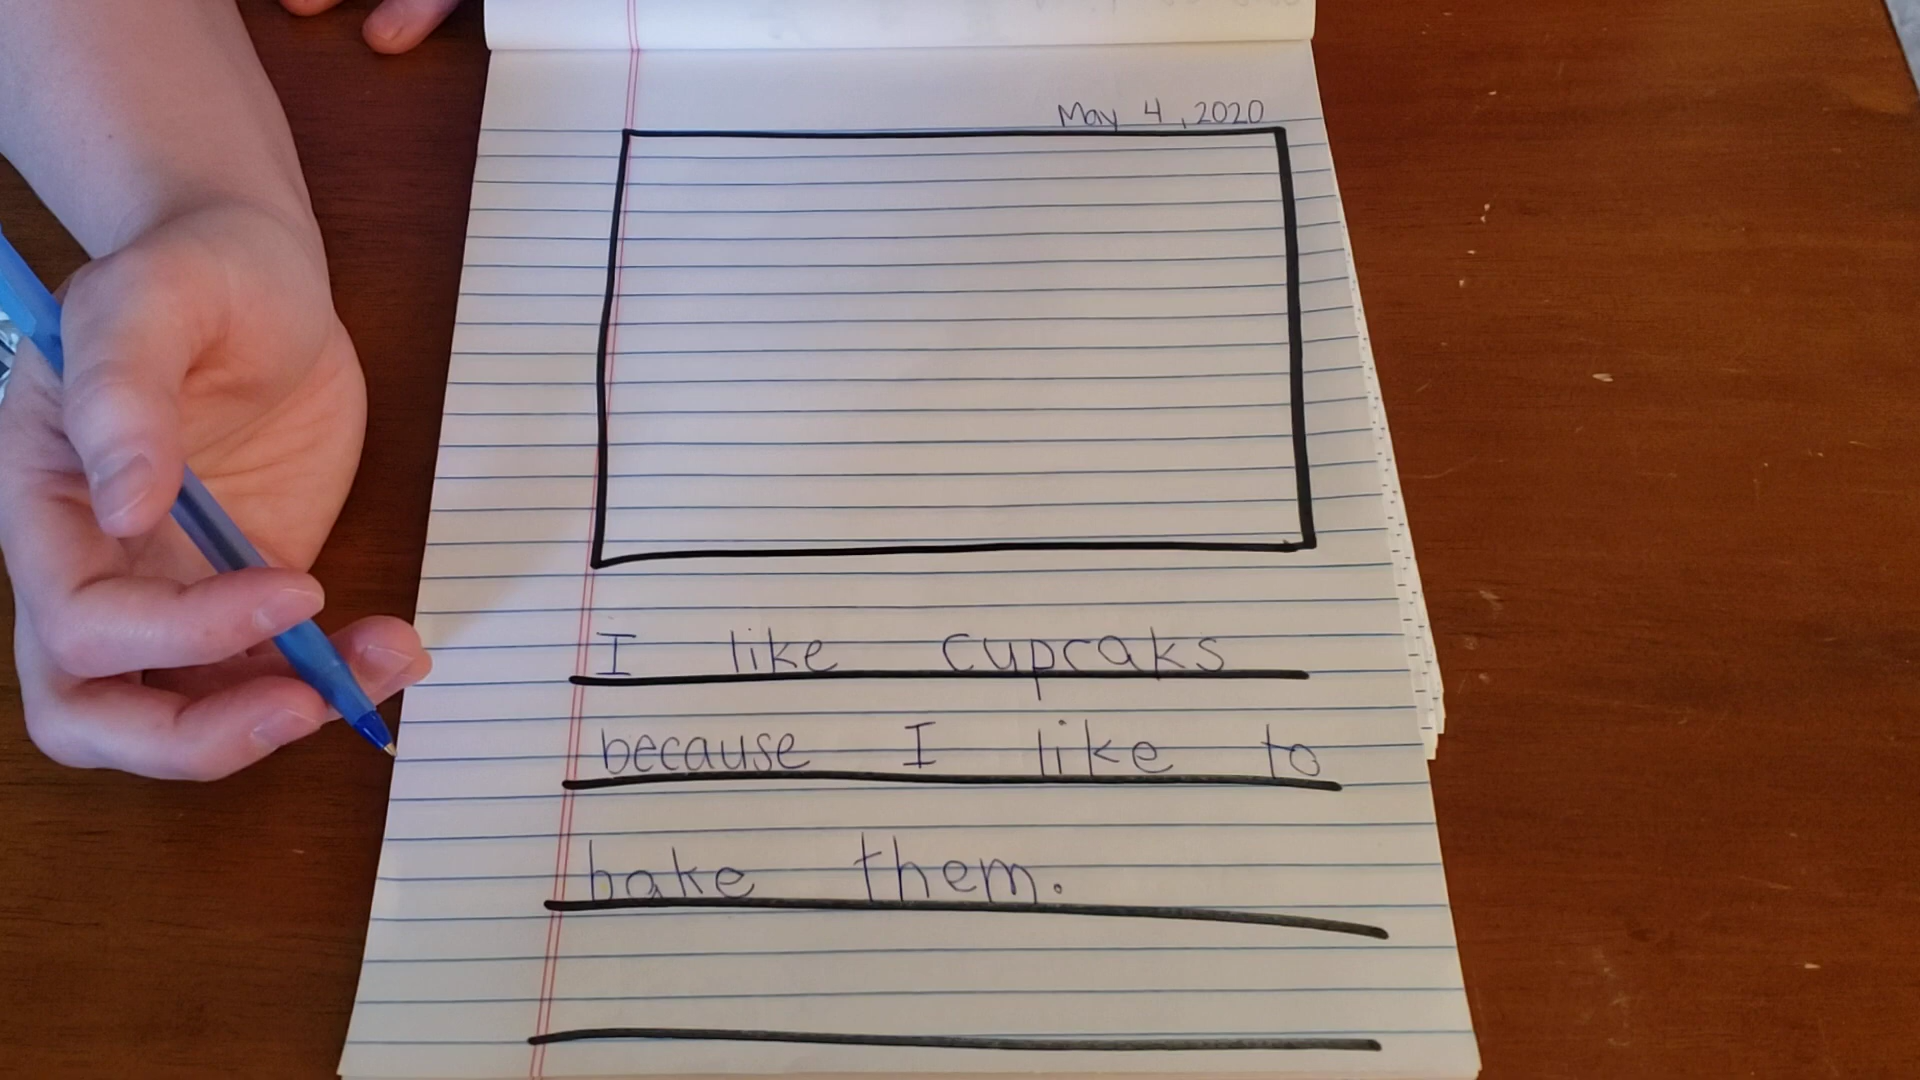 May 4, 2020
I like cupcaks
because I like to
bake them.